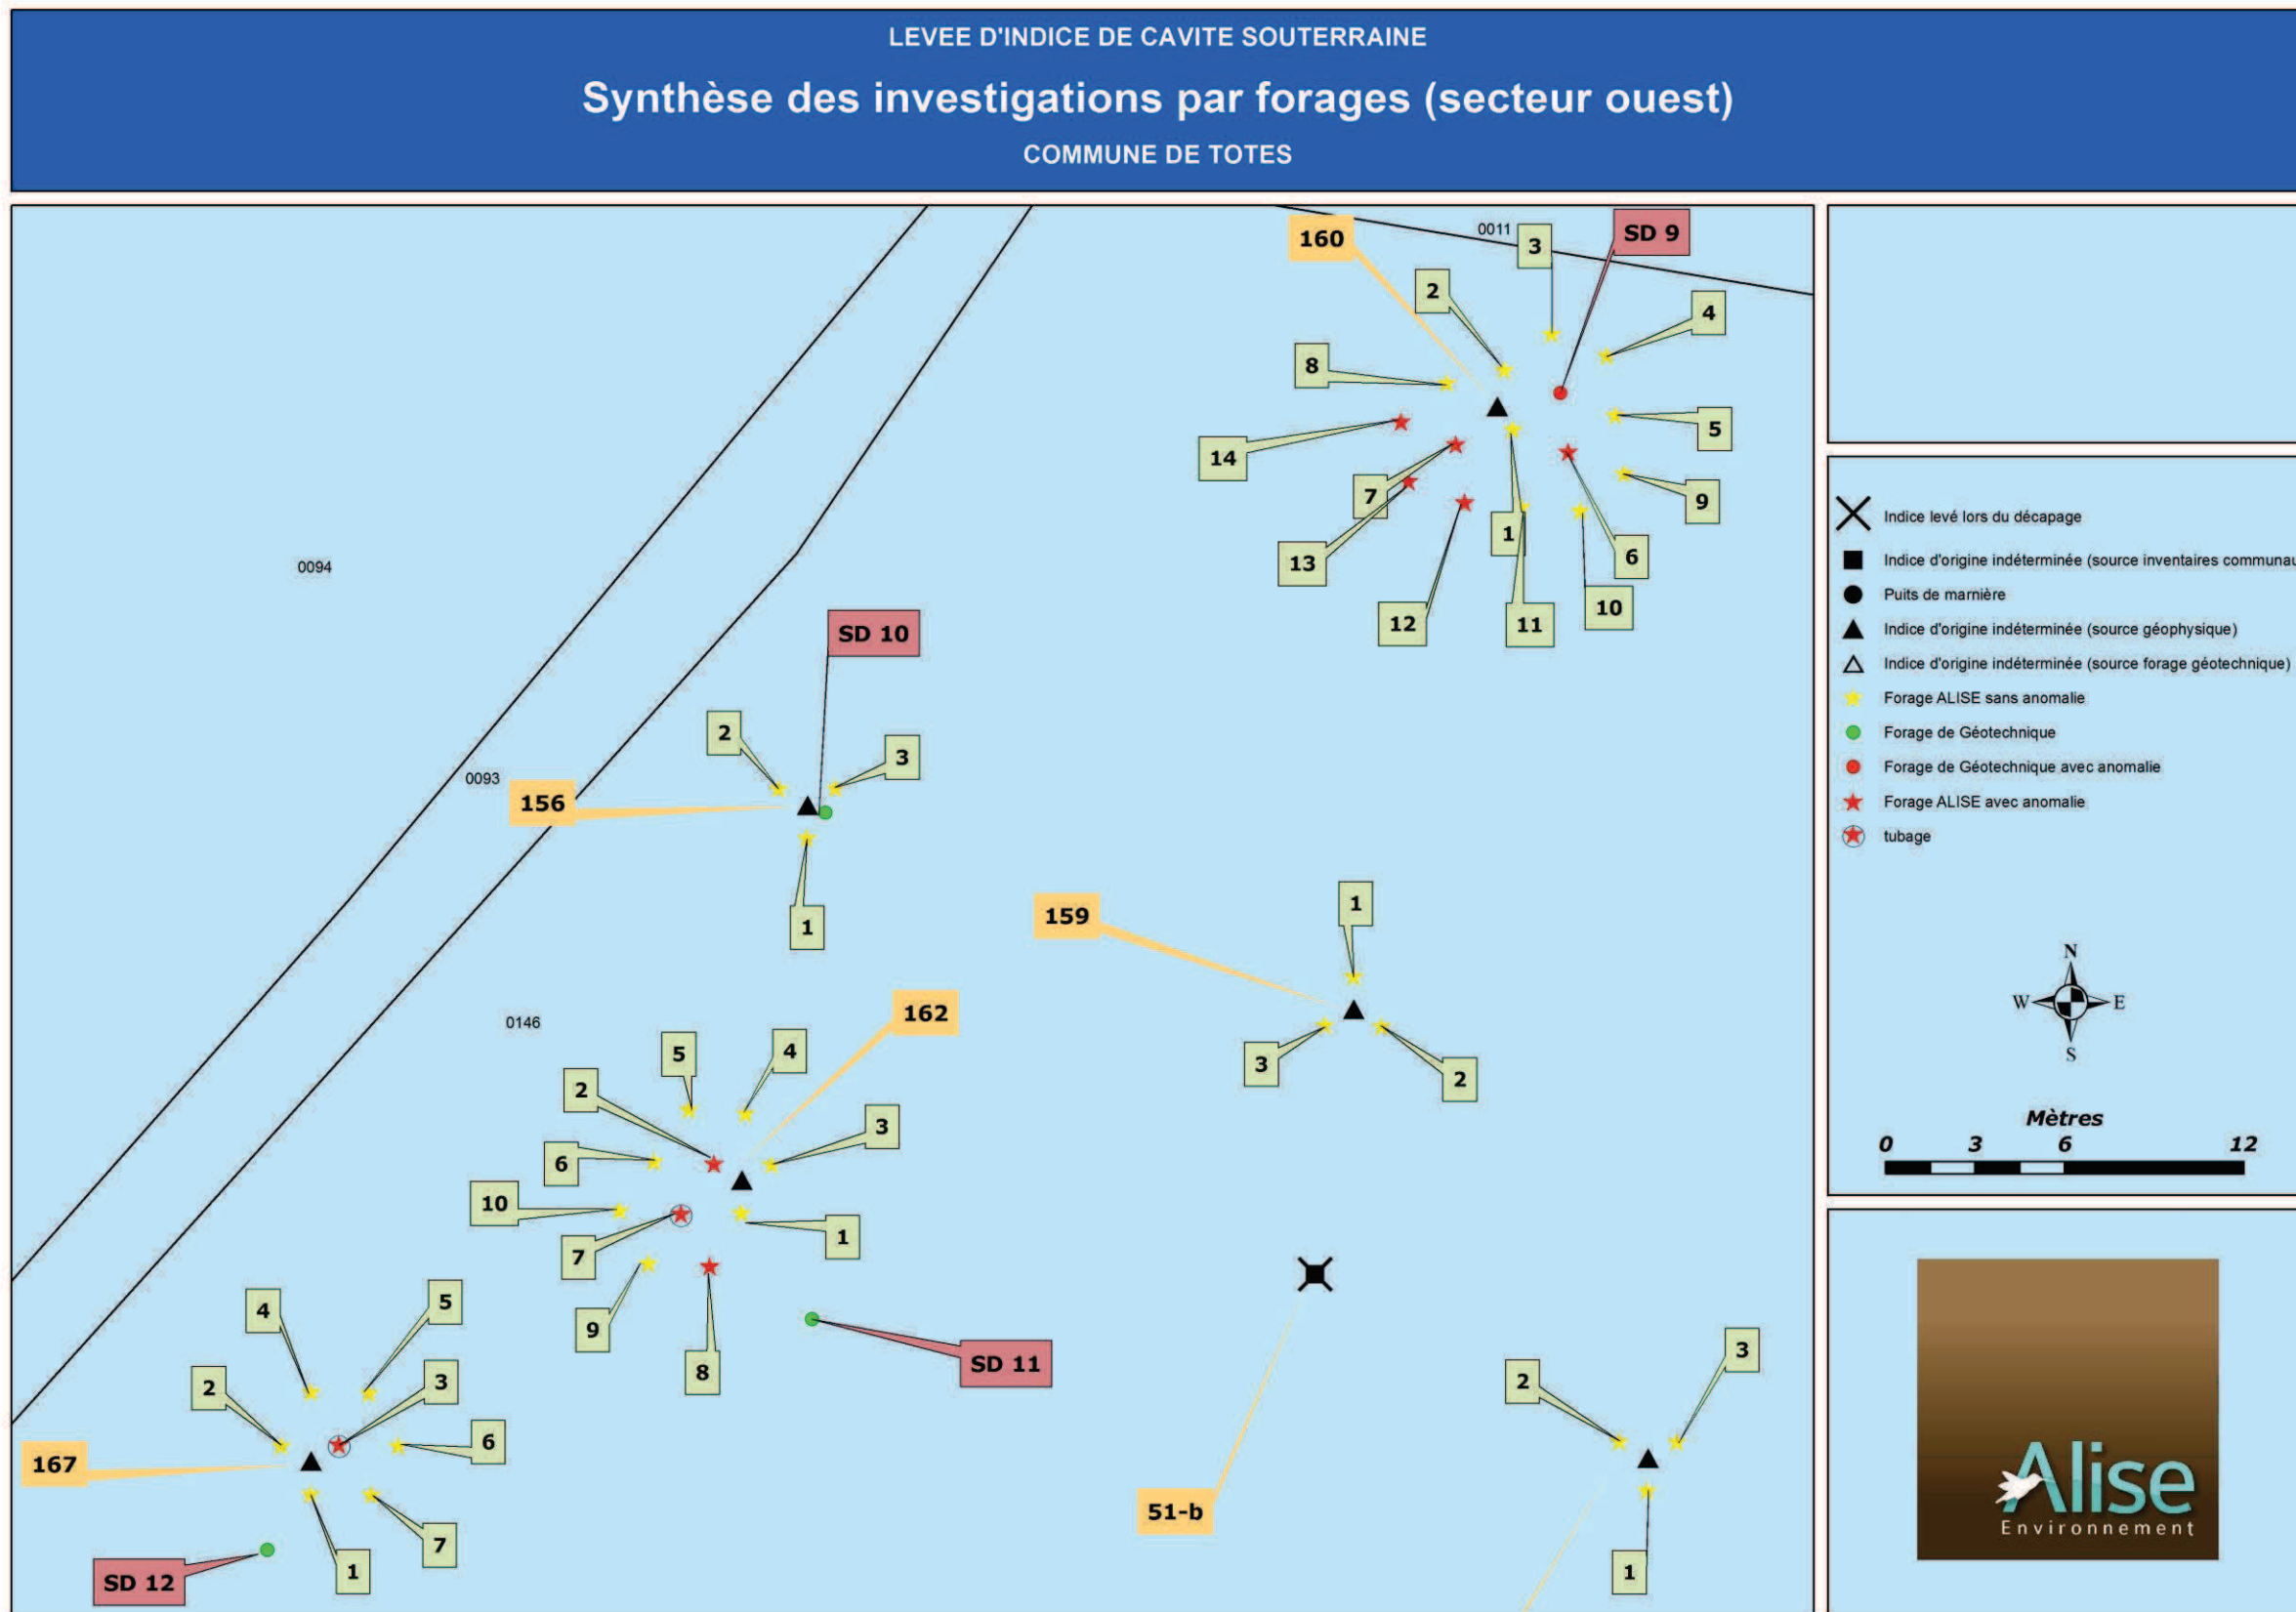 LEVEE D'INDICE DE CAVITE SOUTERRAINE
Synthèse des investigations par forages (secteur ouest)
COMMUNE DE TOTES
160
0011
3
SD 9
2
4
8
5
14
7
9
1
13
6
12
11
10
0094
SD 10
2
3
0093
156
1
159
1
162
0146
3
2
5
4
2
3
6
10
1
7
9
8
SD 11
4
5
2
3
6
167
7
1
SD 12
51-b
2
3
1
Indice levé lors du décapage
Indice d'origine indéterminée (source inventaires communau
Puits de marnière
Indice d'origine indéterminée (source géophysique)
Indice d'origine indéterminée (source forage géotechnique)
Forage ALISE sans anomalie
Forage de Géotechnique
Forage de Géotechnique avec anomalie
Forage ALISE avec anomalie
tubage
N
W E
S
Mètres
0 3 6 12
Alise
Environnement